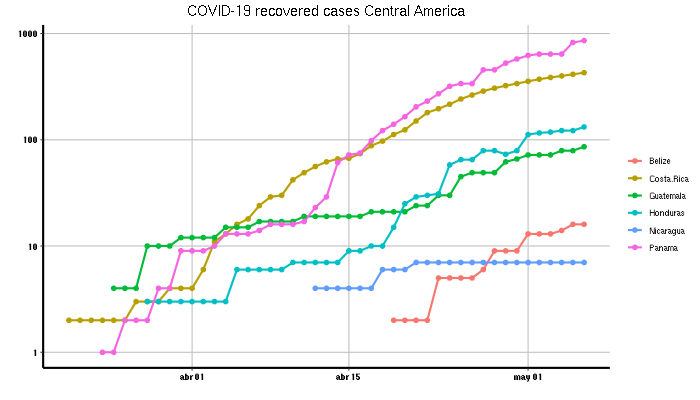 COVID-19 recovered cases Central America
1000
100
10
1
abr 01
abr 15
may 01
Belize
Costa.Rica
Guatemala
Honduras
Nicaragua
Panama